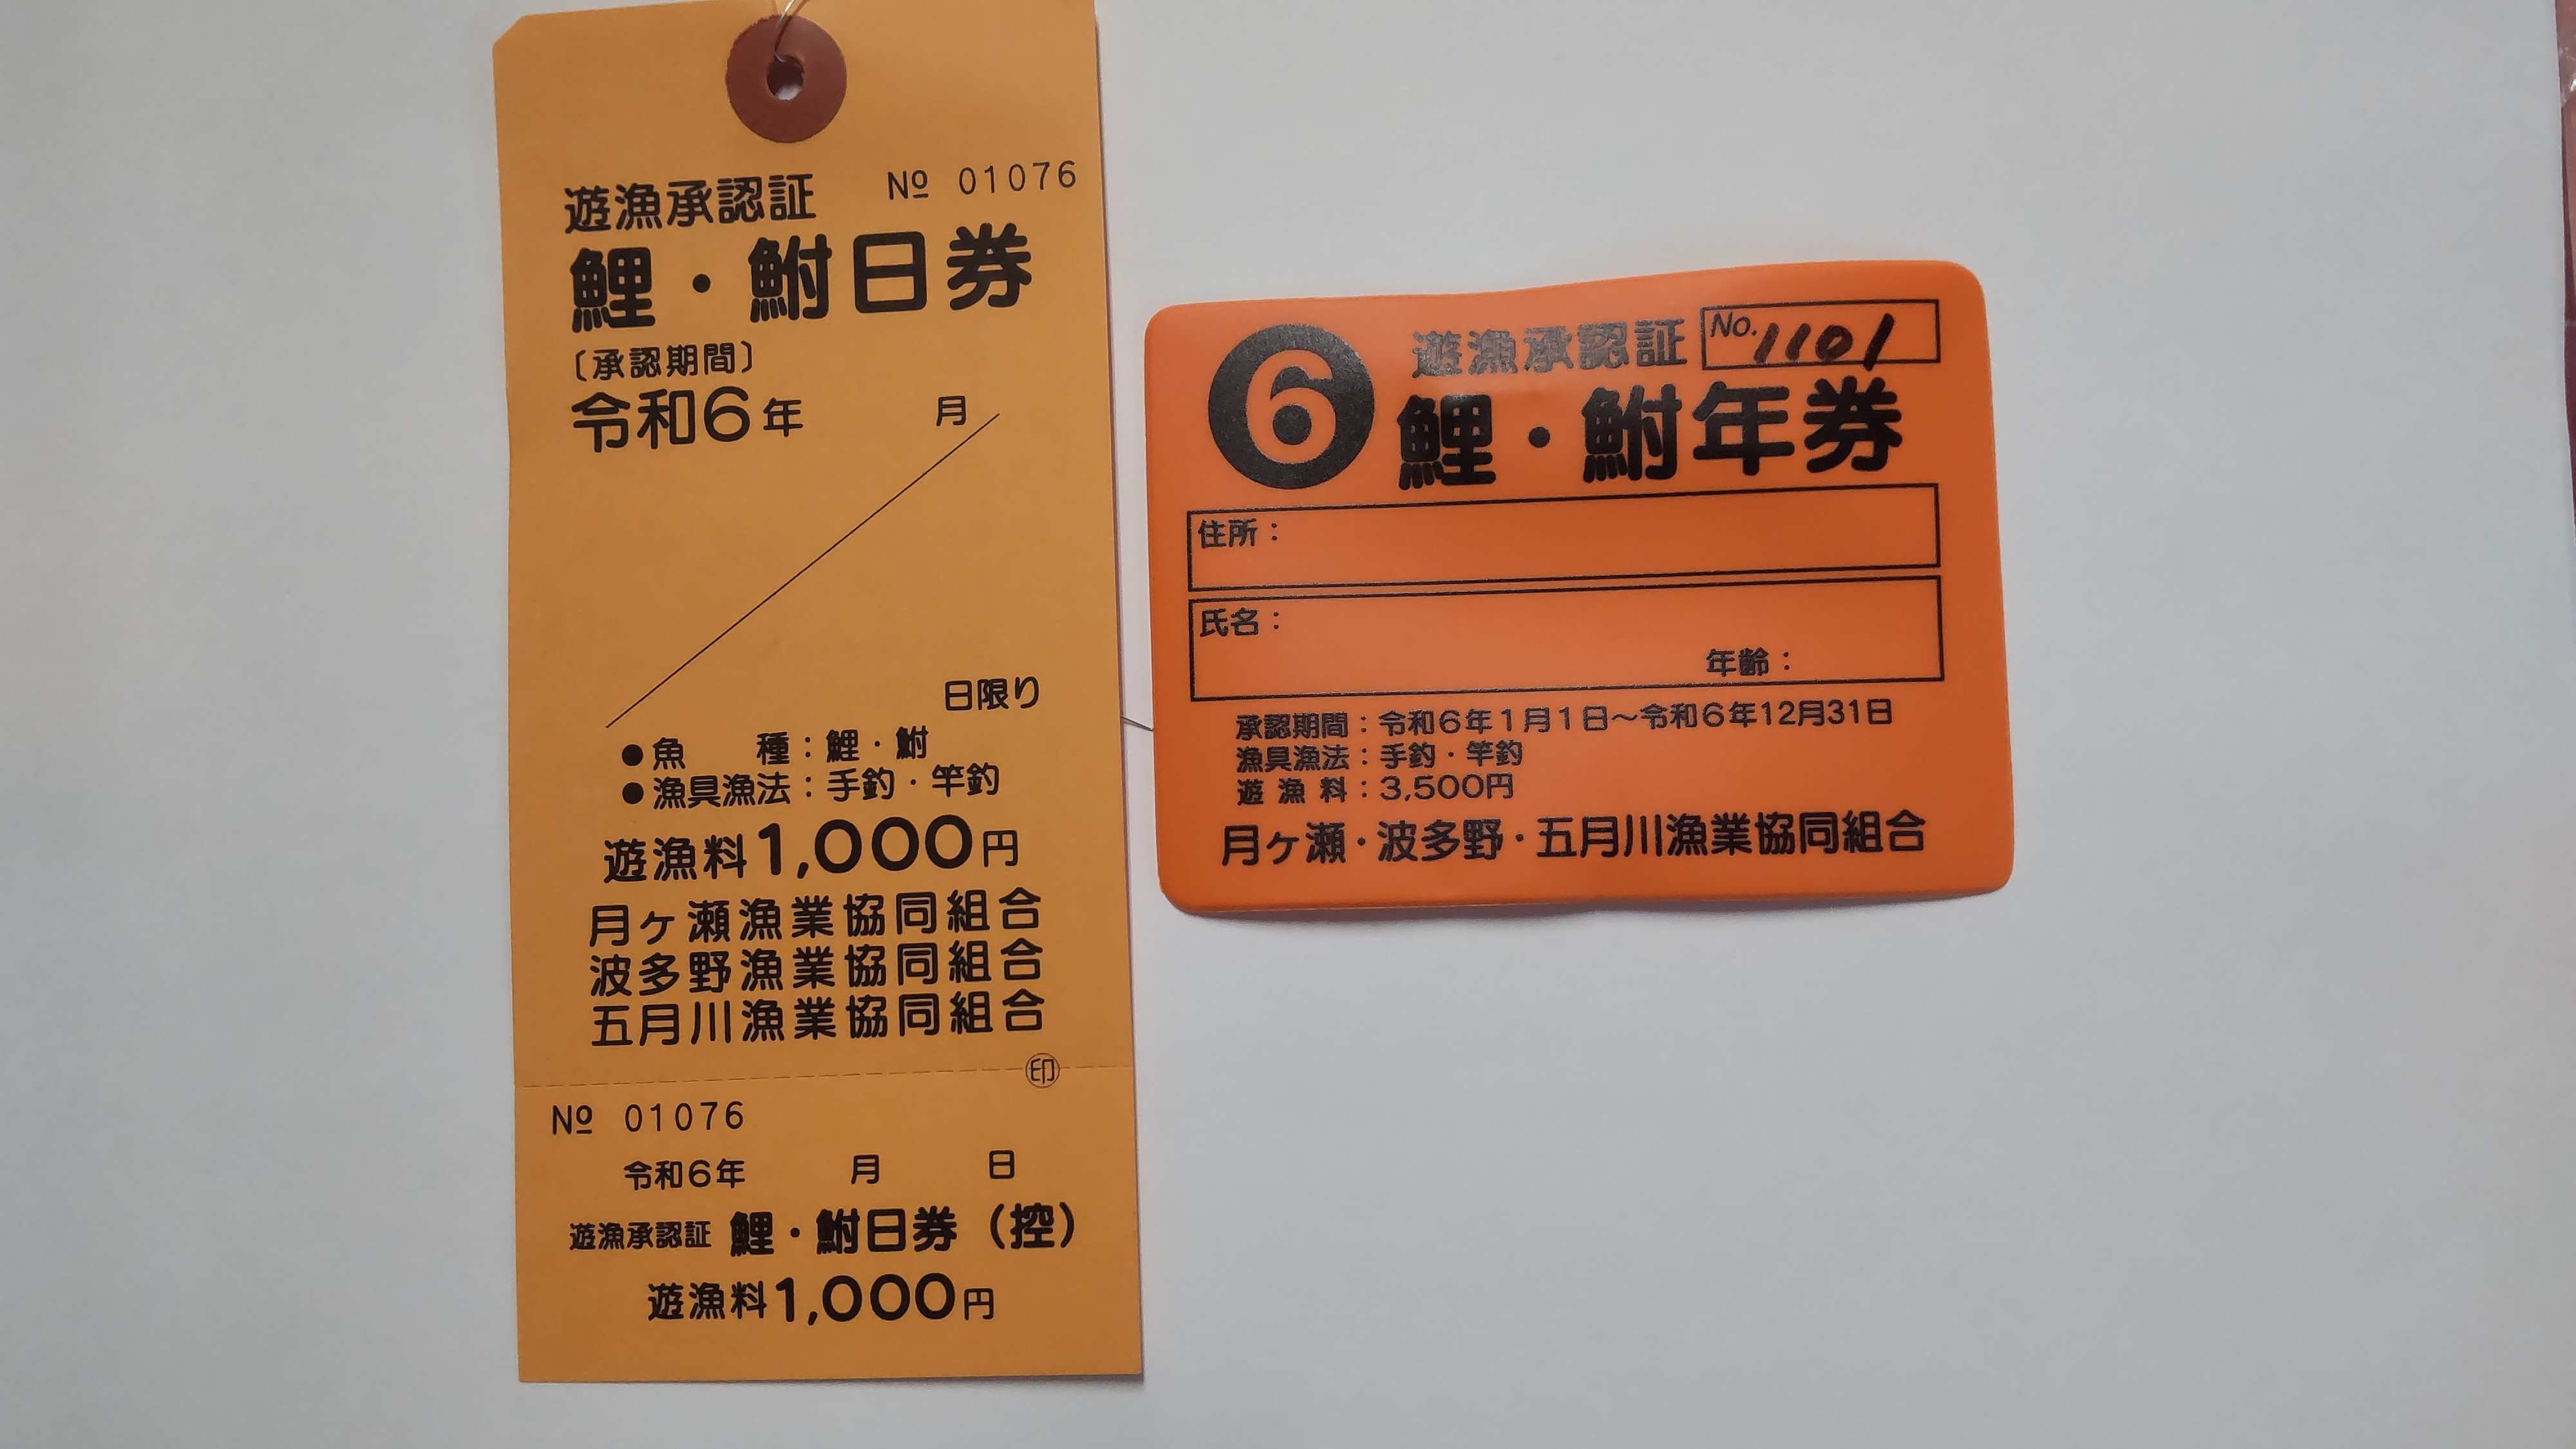 遊漁承認証 № 01076
鯉・鮒日券
〔承認期間〕
令和6年 月
日限り
●魚 種：鯉・鮒
●漁具漁法：手釣・竿釣
遊漁料1,000円
月ヶ瀬漁業協同組合
波多野漁業協同組合
五月川漁業協同組合
㊞
№ 01076
令和6年 月 日
遊漁承認証 鯉・鮒日券（控）
遊漁料1,000円
6 遊漁承認証 No.1101
鯉・鮒年券
住所：
氏名：
年齢：
承認期間：令和6年1月1日～令和6年12月31日
漁具漁法：手釣・竿釣
遊漁料：3,500円
月ヶ瀬・波多野・五月川漁業協同組合